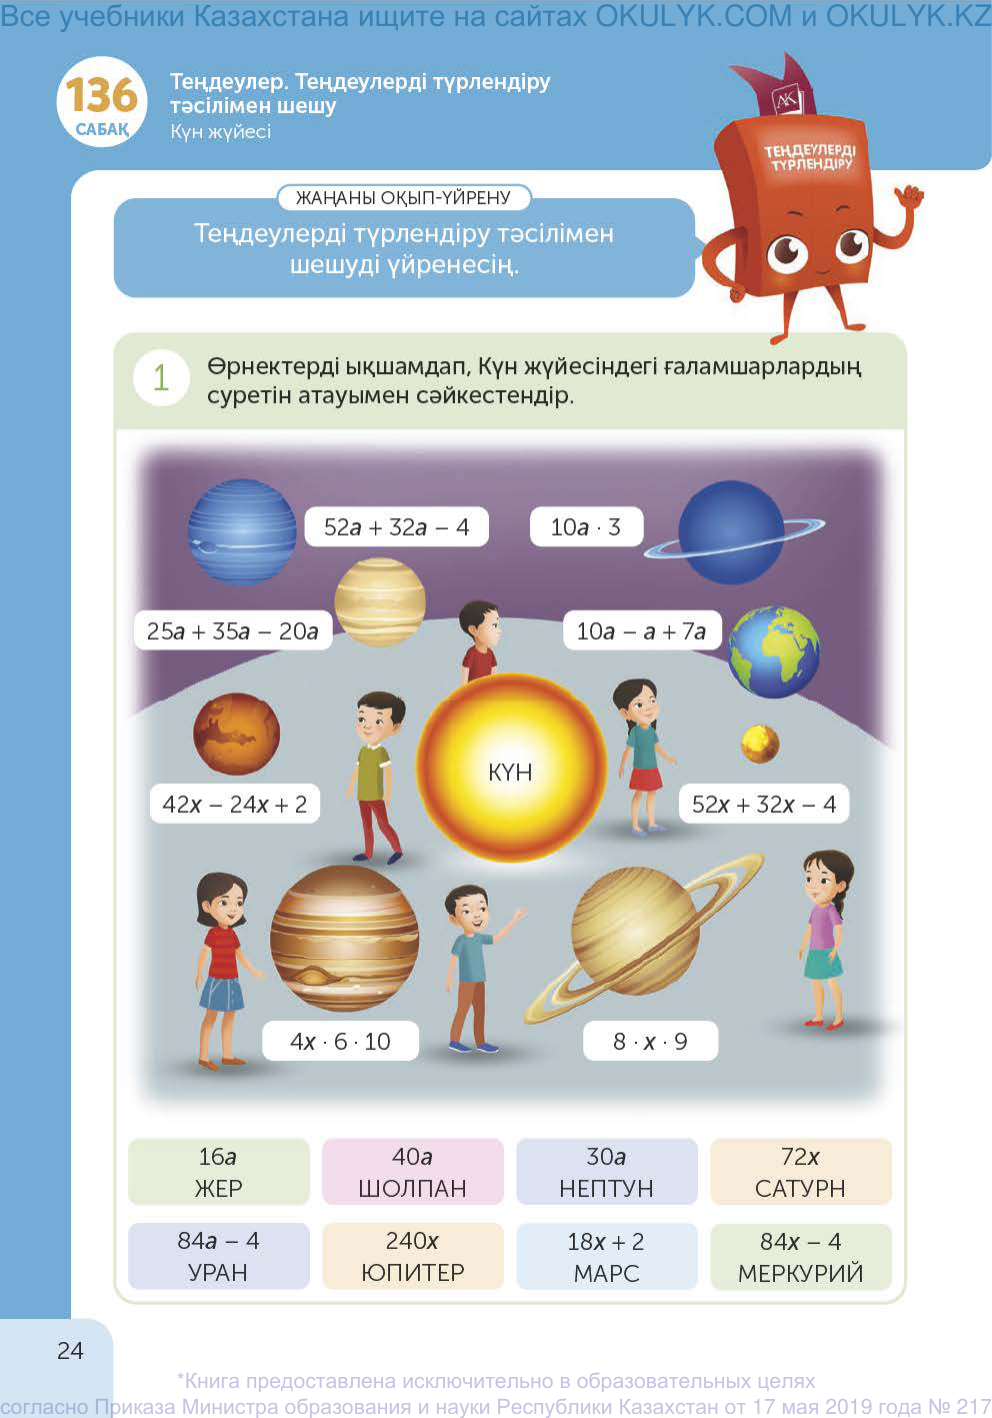 Все учебники Казахстана ищите на сайтах OKULYK.COM и OKULYK.KZ
136
САБАҚ
Теңдеулер. Теңдеулерді түрлендіру
тәсілімен шешу
Күн жүйесі
АК
ТЕҢДЕУЛЕРДІ
ТҮРЛЕНДІРУ
ЖАҢАНЫ ОҚЫП-ҮЙРЕНУ
Теңдеулерді түрлендіру тәсілімен
шешуді үйренесің.
1
Өрнектерді ықшамдап, Күн жүйесіндегі ғаламшарлардың
суретін атауымен сәйкестендір.
52a + 32a – 4
10a · 3
25a + 35a – 20a
10a – a + 7a
КҮН
42x – 24x + 2
52x + 32x – 4
4x · 6 · 10
8 · x · 9
16a
ЖЕР
40a
ШОЛПАН
30a
НЕПТУН
72x
САТУРН
84a – 4
УРАН
240x
ЮПИТЕР
18x + 2
МАРС
84x – 4
МЕРКУРИЙ
24
*Книга предоставлена исключительно в образовательных целях
согласно Приказа Министра образования и науки Республики Казахстан от 17 мая 2019 года № 217